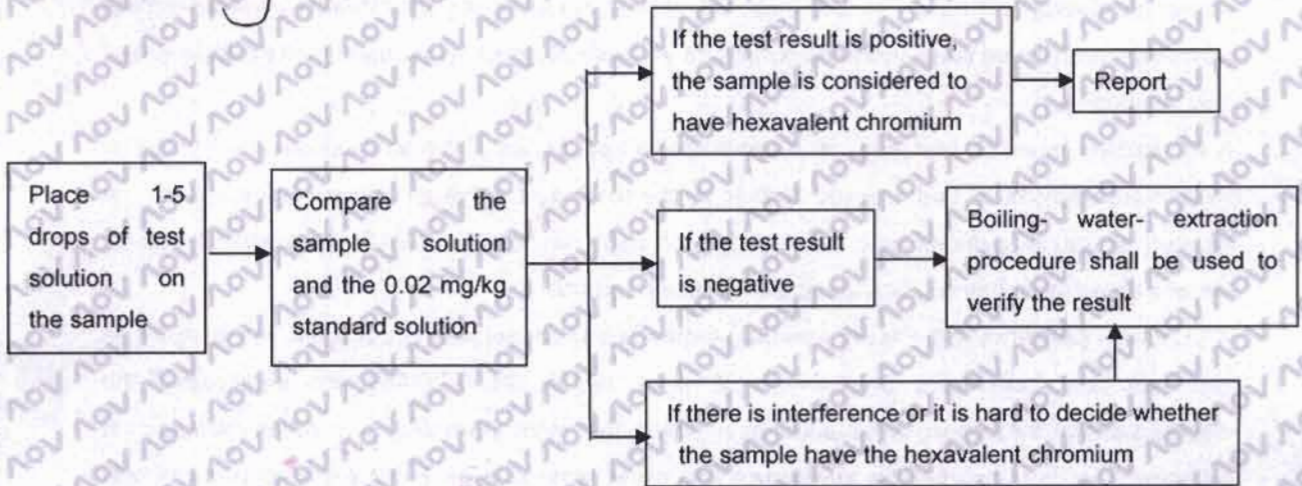 Place 1-5
drops of test
solution on
the sample
Compare the
sample solution
and the 0.02 mg/kg
standard solution
If the test result is positive,
the sample is considered to
have hexavalent chromium
Report
If the test result
is negative
Boiling- water- extraction
procedure shall be used to
verify the result
If there is interference or it is hard to decide whether
the sample have the hexavalent chromium